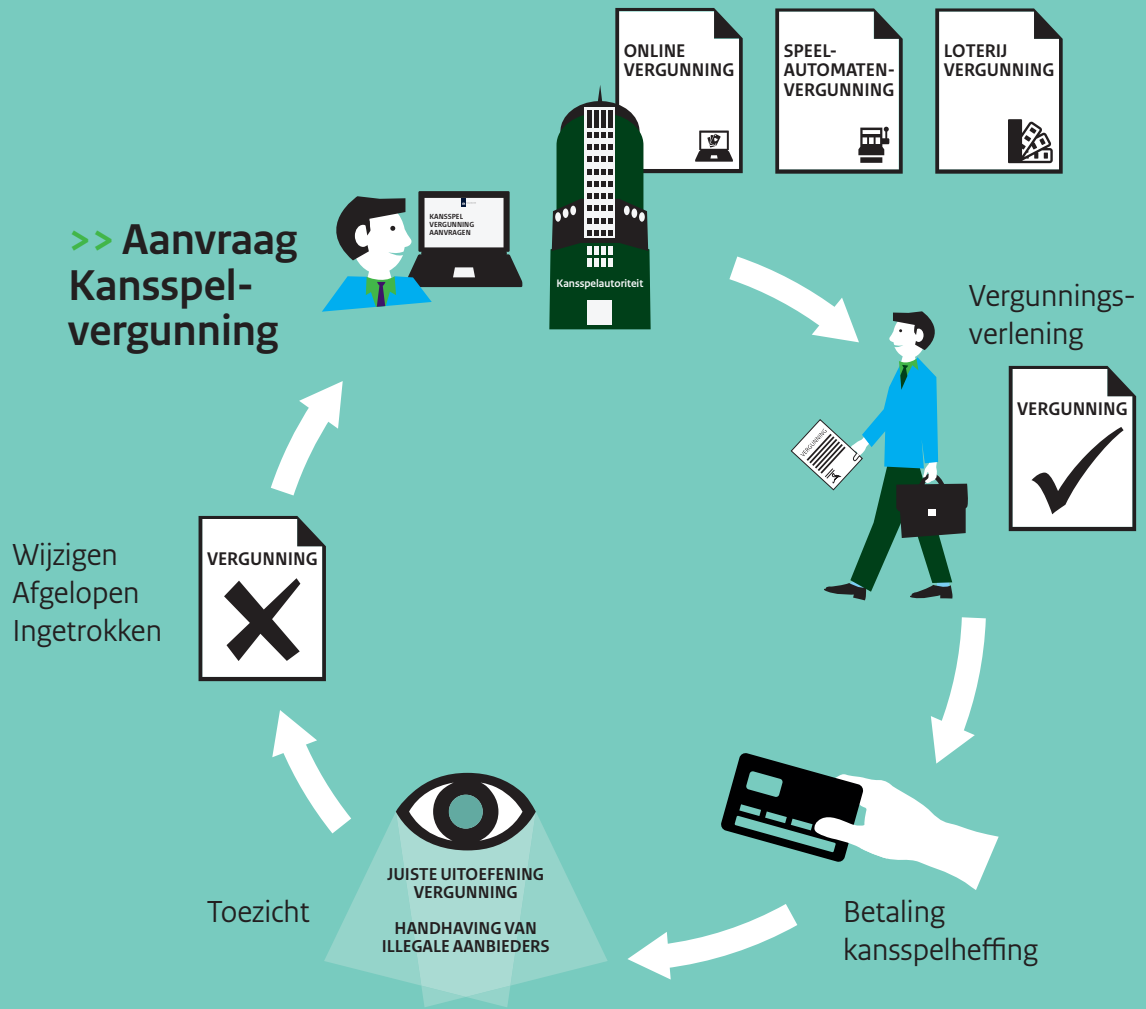 ONLINE
VERGUNNING
SPEEL-
AUTOMATEN-
VERGUNNING
LOTERIJ
VERGUNNING
>> Aanvraag
Kansspel-
vergunning
KANSSPEL
VERGUNNING
AANVRAGEN
Kansspelautoriteit
Vergunnings-
verlening
VERGUNNING
VERGUNNING
Betaling
kansspelheffing
JUISTE UITOEFENING
VERGUNNING
HANDHAVING VAN
ILLEGALE AANBIEDERS
Toezicht
Wijzigen
Afgelopen
Ingetrokken
VERGUNNING